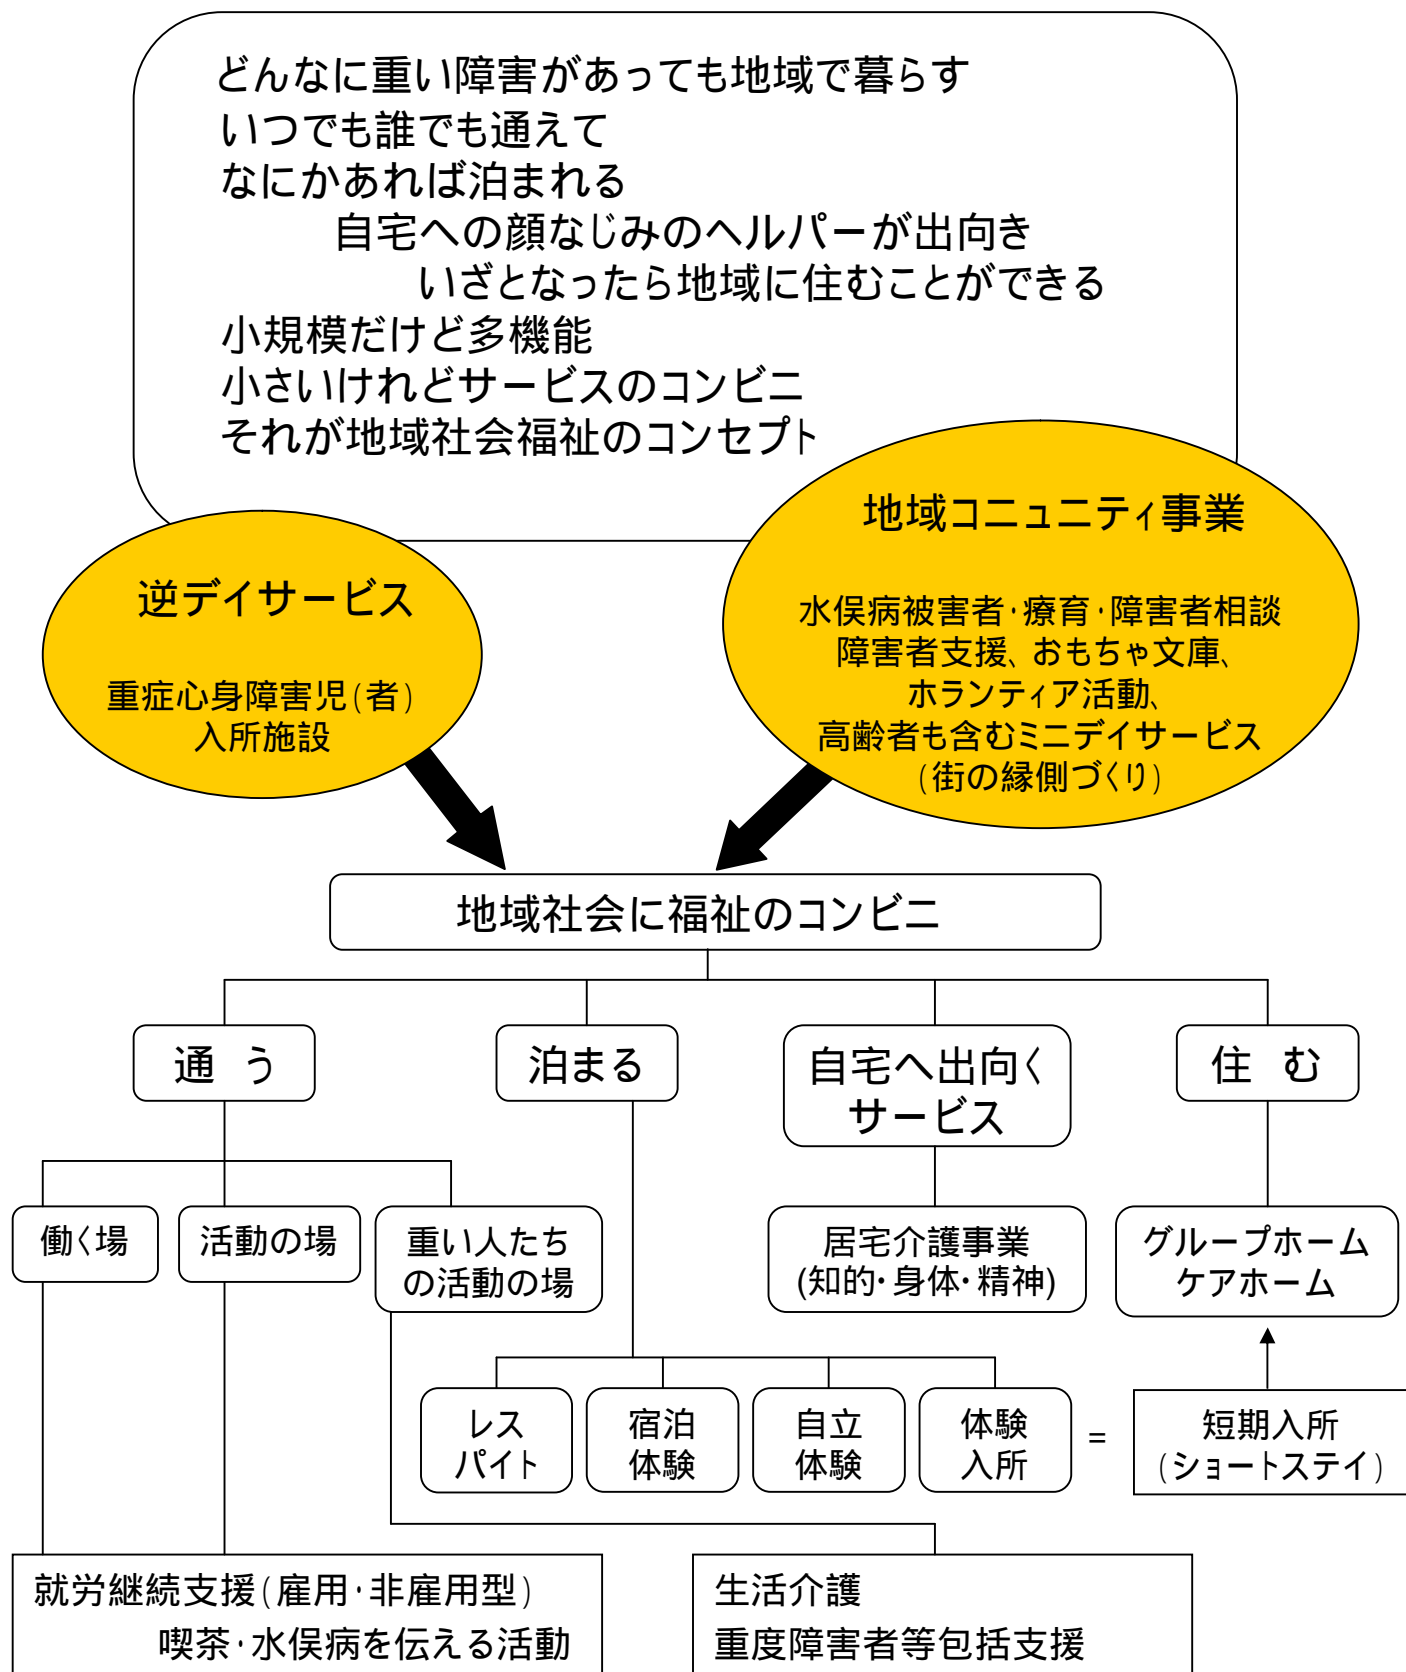 どんなに重い障害があっても地域で暮らす
いつでも誰でも通えて
なにかあれば泊まれる
自宅への顔なじみのヘルパーが出向き
いざとなったら地域に住むことができる
小規模だけど多機能
小さいけれどサービスのコンビニ
それが地域社会福祉のコンセプト
逆デイサービス
重症心身障害児(者)
入所施設
地域コニュニティ事業
水俣病被害者・療育・障害者相談
障害者支援、おもちゃ文庫、
ホランティア活動、
高齢者も含むミニデイサービス
(街の縁側づくり)
地域社会に福祉のコンビニ
通 う
泊まる
自宅へ出向く
サービス
住 む
働く場
活動の場
重い人たち
の活動の場
居宅介護事業
(知的・身体・精神)
グループホーム
ケアホーム
レス
パイト
宿泊
体験
自立
体験
体験
入所
=
短期入所
(ショートステイ)
就労継続支援(雇用・非雇用型)
喫茶・水俣病を伝える活動
生活介護
重度障害者等包括支援